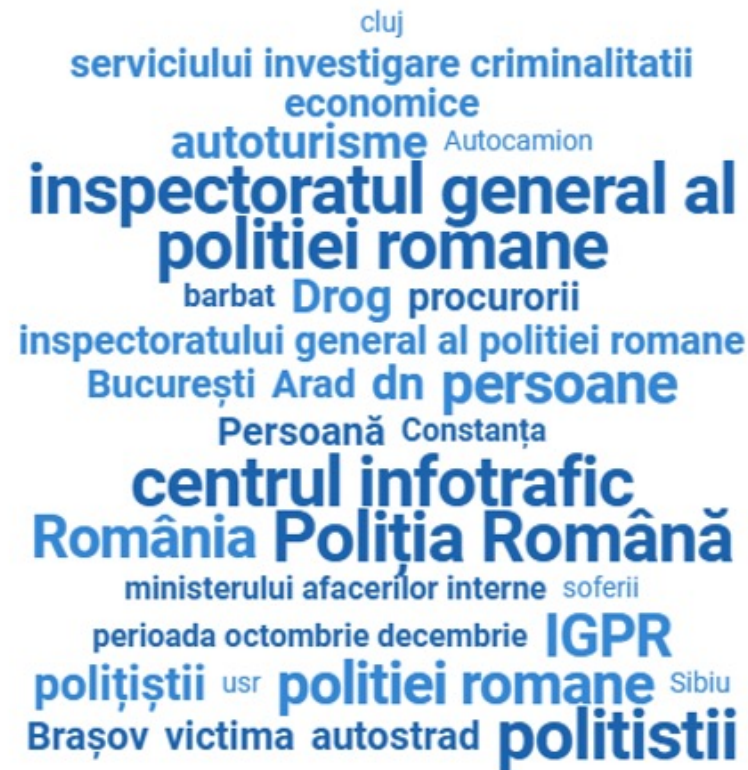 cluj
serviciului investigare criminalitatii
economice
autoturisme Autocamion
inspectoratul general al
politiei romane
barbat Drog procurorii
inspectoratului general al politiei romane
București Arad dn persoane
Persoană Constanța
centrul infotrafic
România Poliția Română
ministerului afacerilor interne soferii
perioada octombrie decembrie IGPR
polițiștii usr politiei romane Sibiu
Brașov victima autostrad politistii